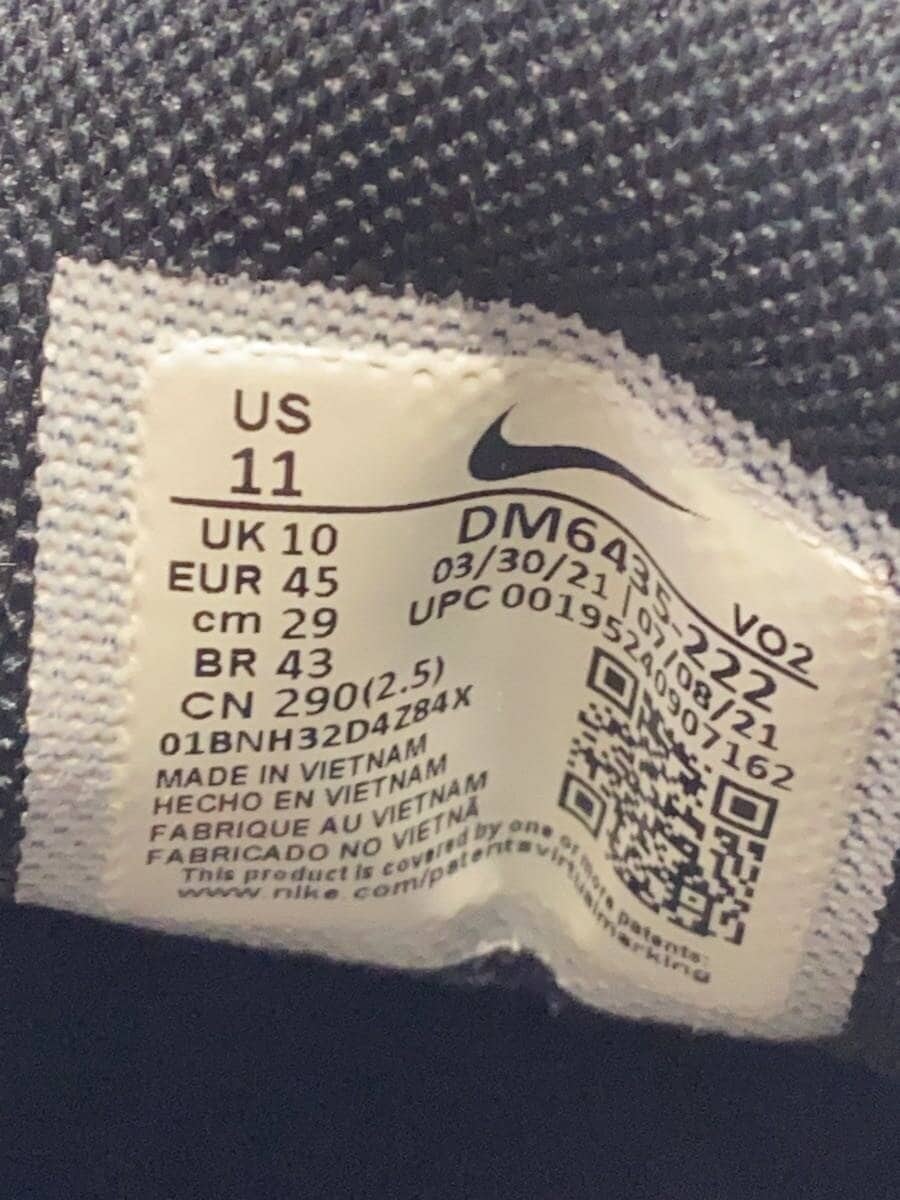 US
11
UK 10
EUR 45
cm 29
BR 43
CN 290(2.5)
01BNH32D4Z84X
MADE IN VIETNAM
HECHO EN VIETNAM
FABRIQUE AU VIETNAM
FABRICADO NO VIETNÃ
This product is covered by one or more patents:
www.nike.com/patentsvirtualmarking
VO2
DM6435-222
03/30/21 | 07/08/21
UPC 00195240907162